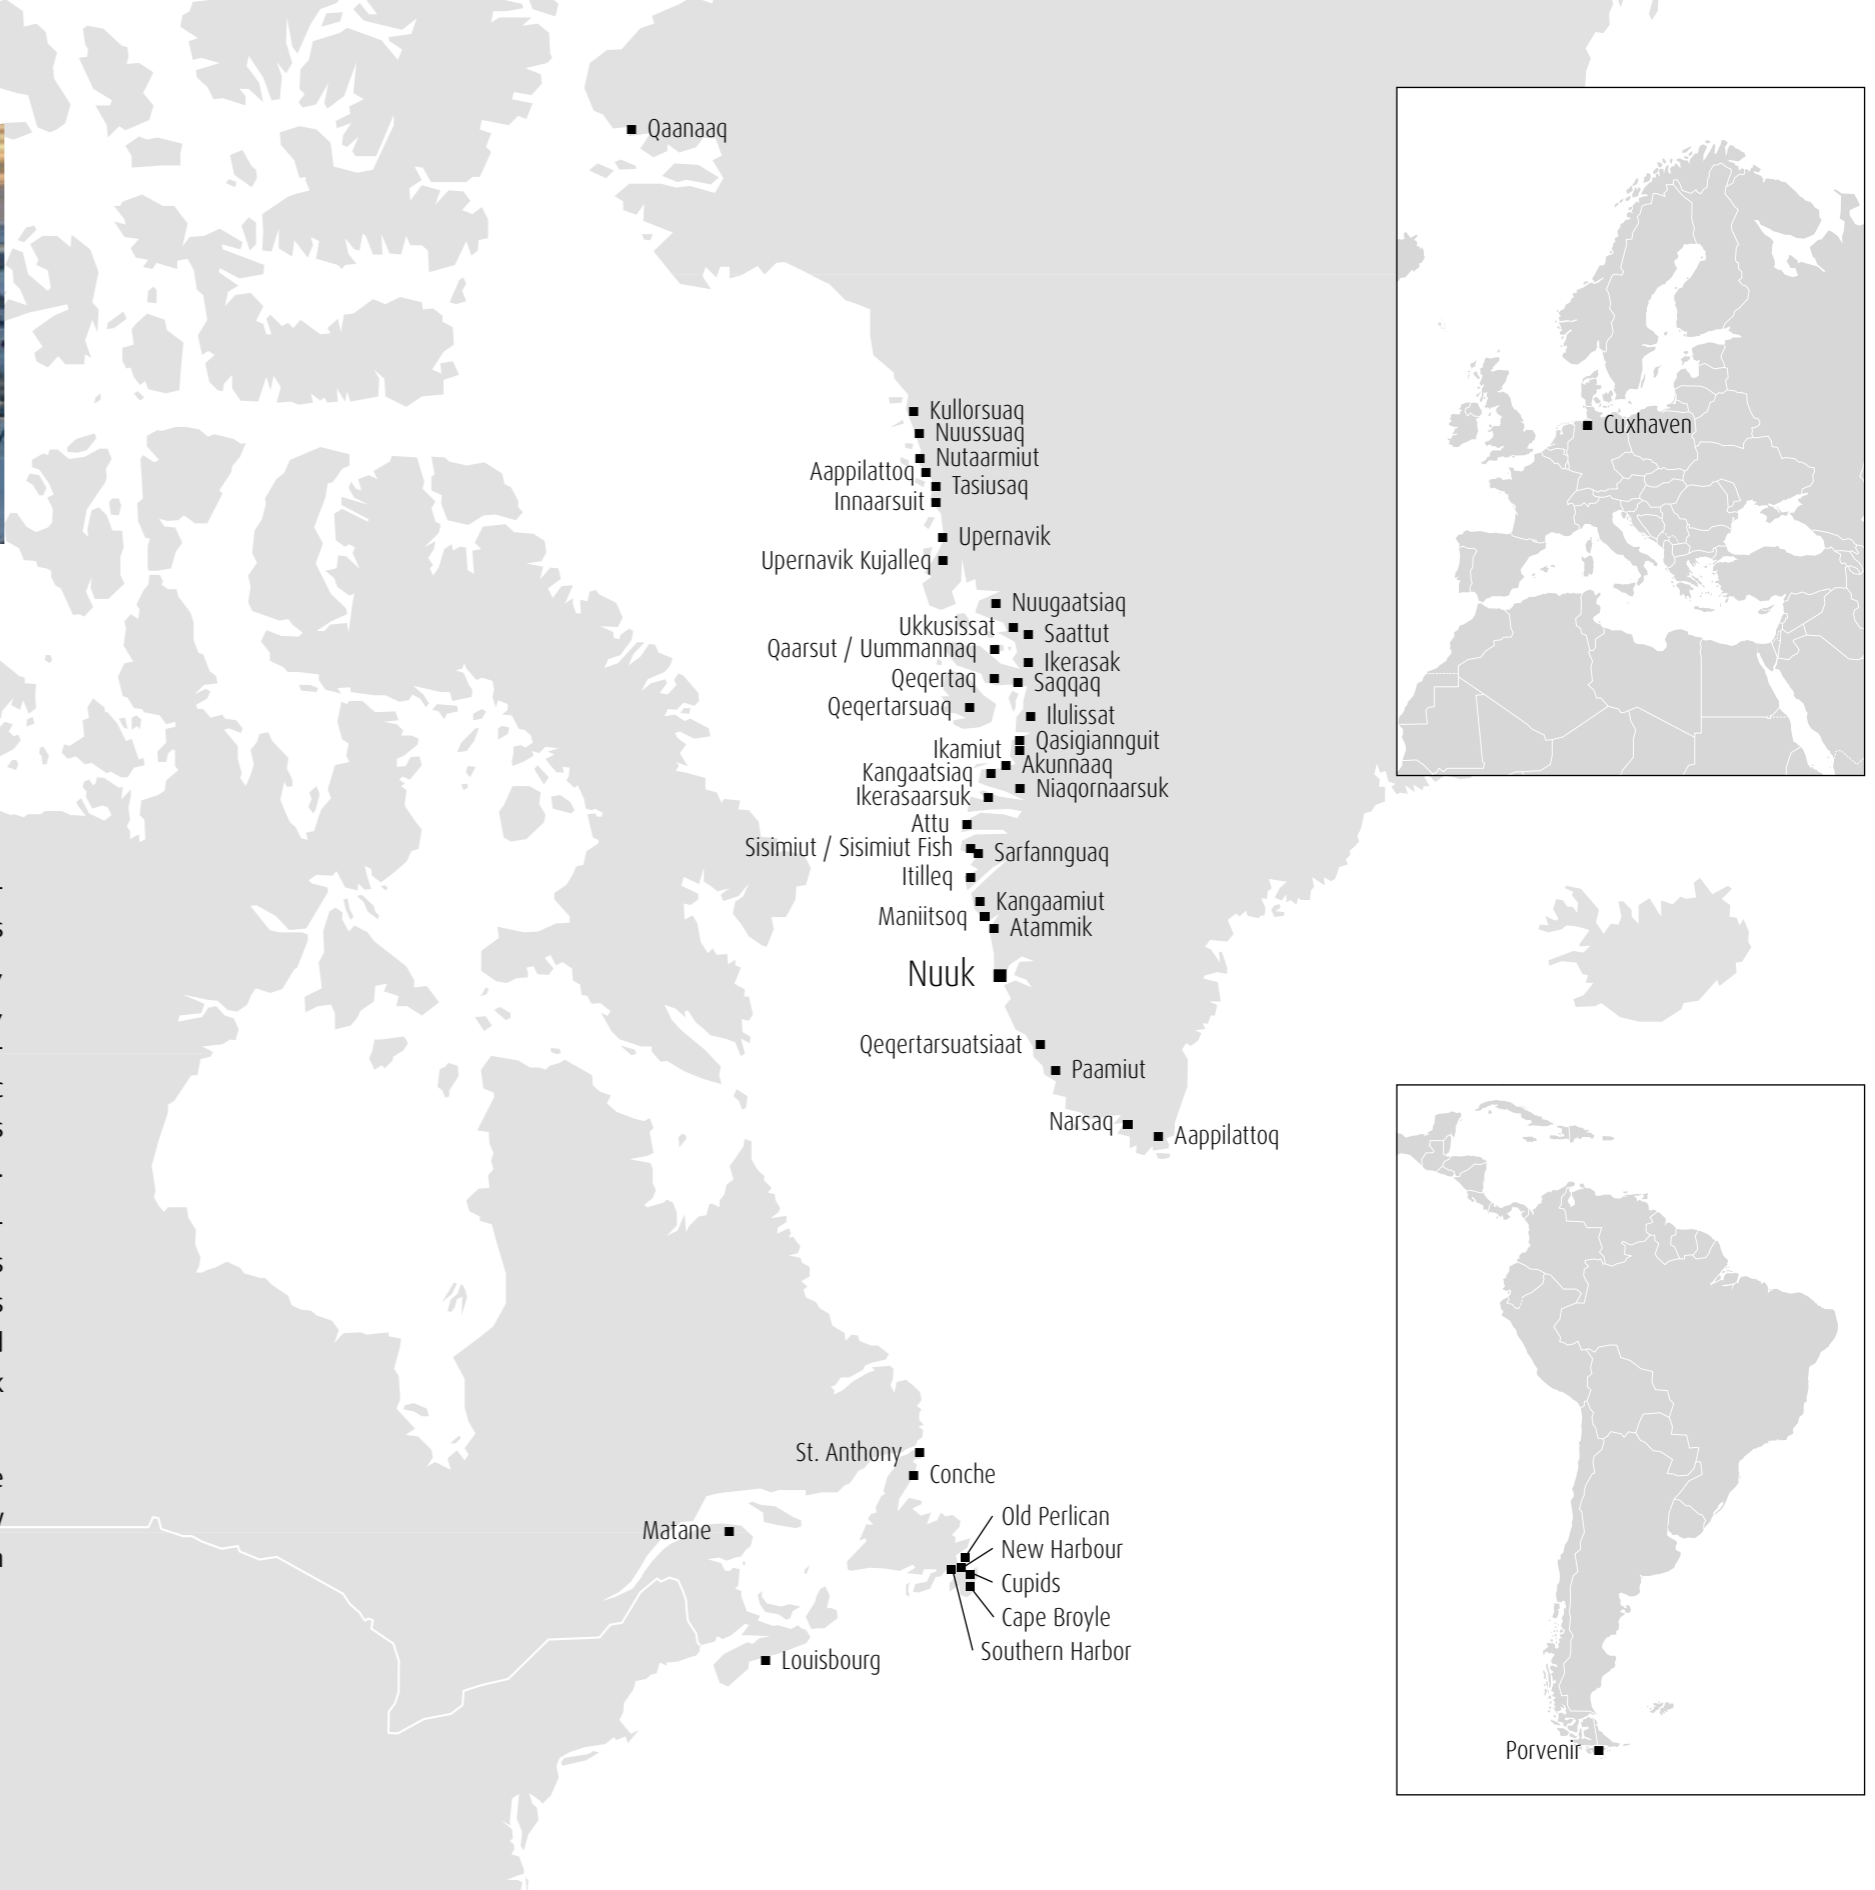 Qaanaaq
Kullorsuaq
Nuussuaq
Nutaarmiut
Aappilattoq
Tasiusaq
Innaarsuit
Upernavik
Upernavik Kujalleq
Nuugaatsiaq
Ukkusissat
Saattut
Qaarsut / Uummannaq
Ikerasak
Qeqertaq
Saqqaq
Qeqertarsuaq
Ilulissat
Qasigiannguit
Ikamiut
Akunnaaq
Kangaatsiaq
Niaqornaarsuk
Ikerasaarsuk
Attu
Sisimiut / Sisimiut Fish
Sarfannguaq
Itilleq
Kangaamiut
Maniitsoq
Atammik
Nuuk
Qeqertarsuatsiaat
Paamiut
Narsaq
Aappilattoq
St. Anthony
Conche
Old Perlican
Matane
New Harbour
Cupids
Cape Broyle
Southern Harbor
Louisbourg
Cuxhaven
Porvenir